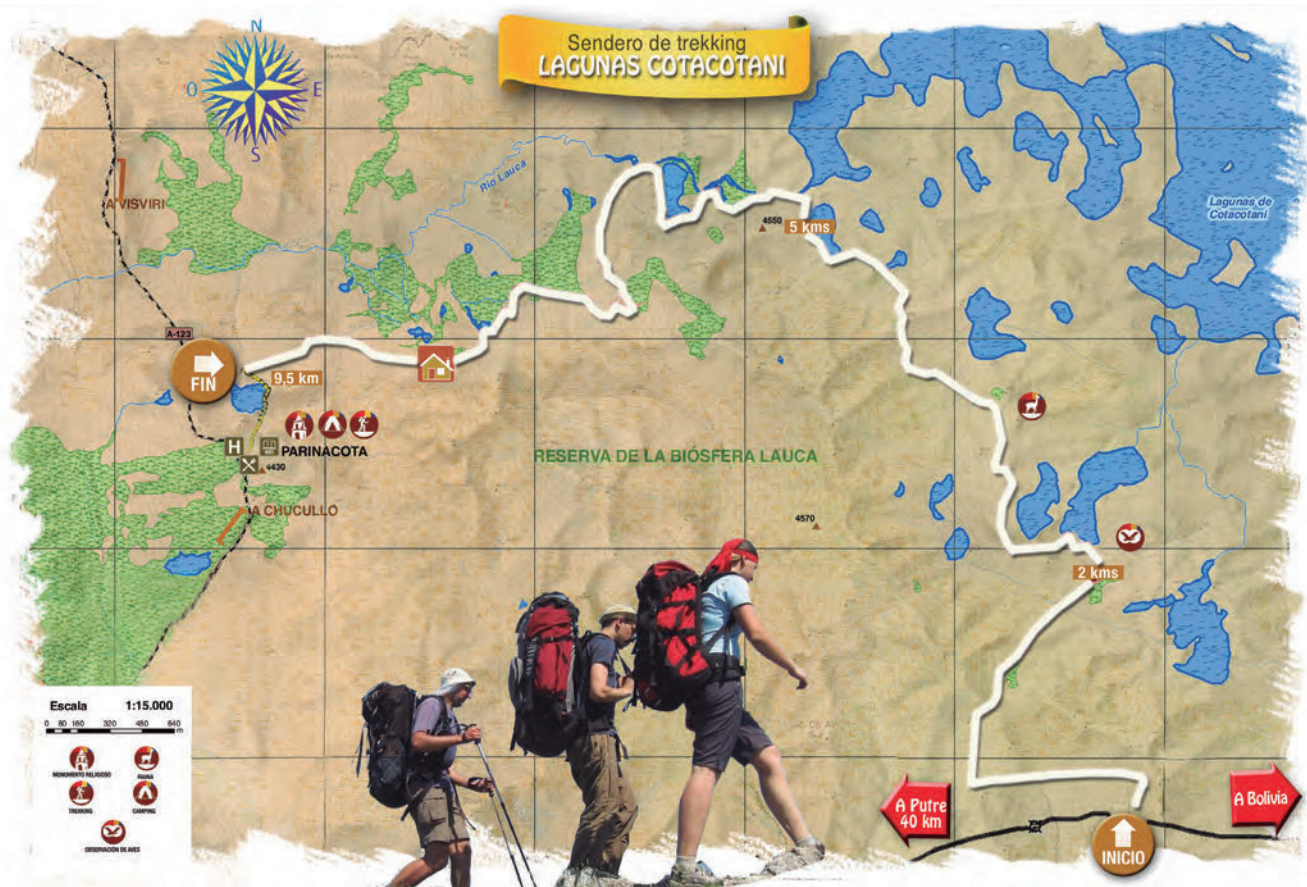 Sendero de trekking
LAGUNAS COTACOTANI
N
O
E
S
Río Lauca
A VISVIRI
Lagunas de
Cotacotani
4550
5 kms
A-123
FIN
9,5 km
H
PARINACOTA
4430
RESERVA DE LA BIÓSFERA LAUCA
A CHUCULLO
4570
2 kms
Escala 1:15.000
0 80 160 320 480 640
m
MONUMENTO RELIGIOSO
FAUNA
TREKKING
CAMPING
OBSERVACIÓN DE AVES
A Putre
40 km
A Bolivia
INICIO